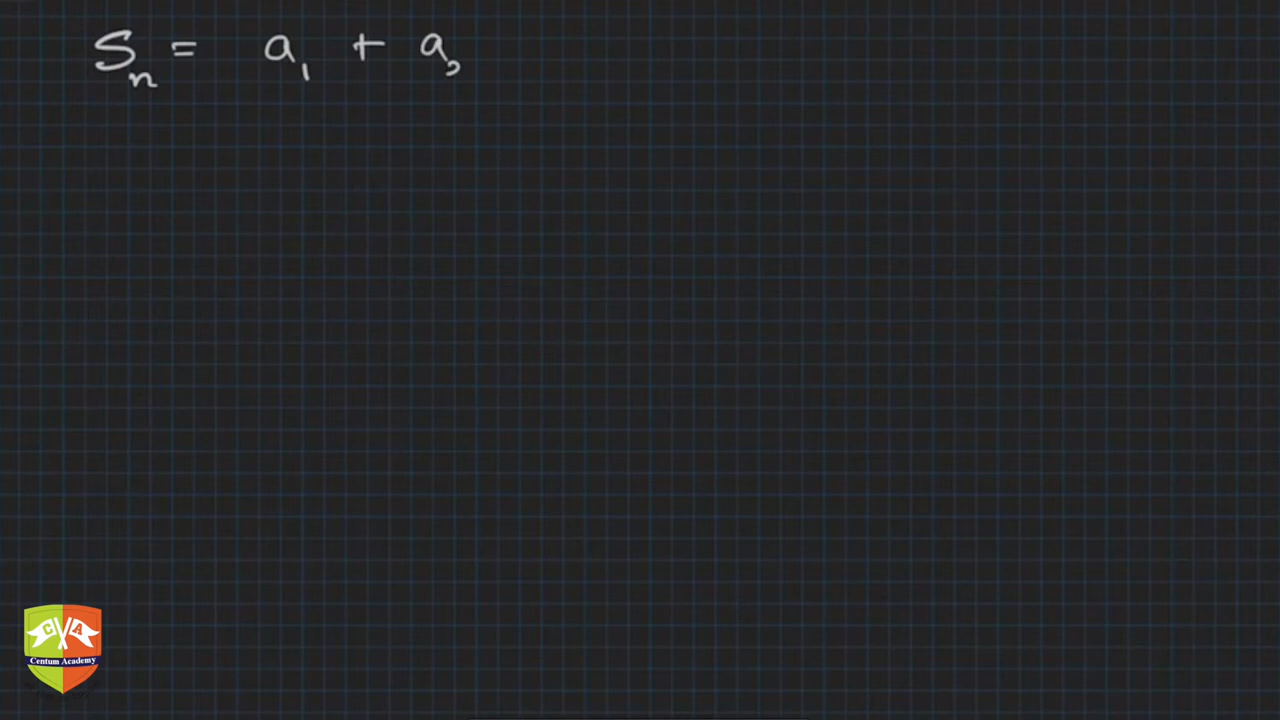 Sₙ = a₁ + a₂
C A
Centum Academy